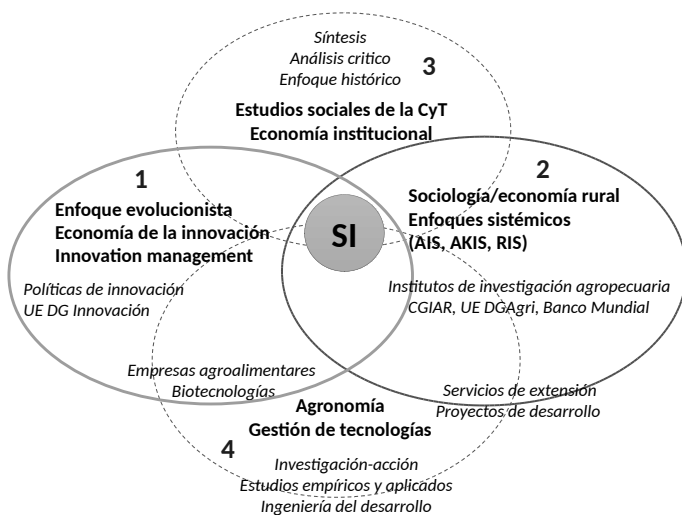 Síntesis
Análisis critico
Enfoque histórico
3
Estudios sociales de la CyT
Economía institucional
1
Enfoque evolucionista
Economía de la innovación
Innovation management
Políticas de innovación
UE DG Innovación
2
Sociología/economía rural
Enfoques sistémicos
(AIS, AKIS, RIS)
SI
Institutos de investigación agropecuaria
CGIAR, UE DGAgri, Banco Mundial
Empresas agroalimentares
Biotecnologías
Servicios de extensión
Proyectos de desarrollo
Agronomía
Gestión de tecnologías
4
Investigación-acción
Estudios empíricos y aplicados
Ingeniería del desarrollo